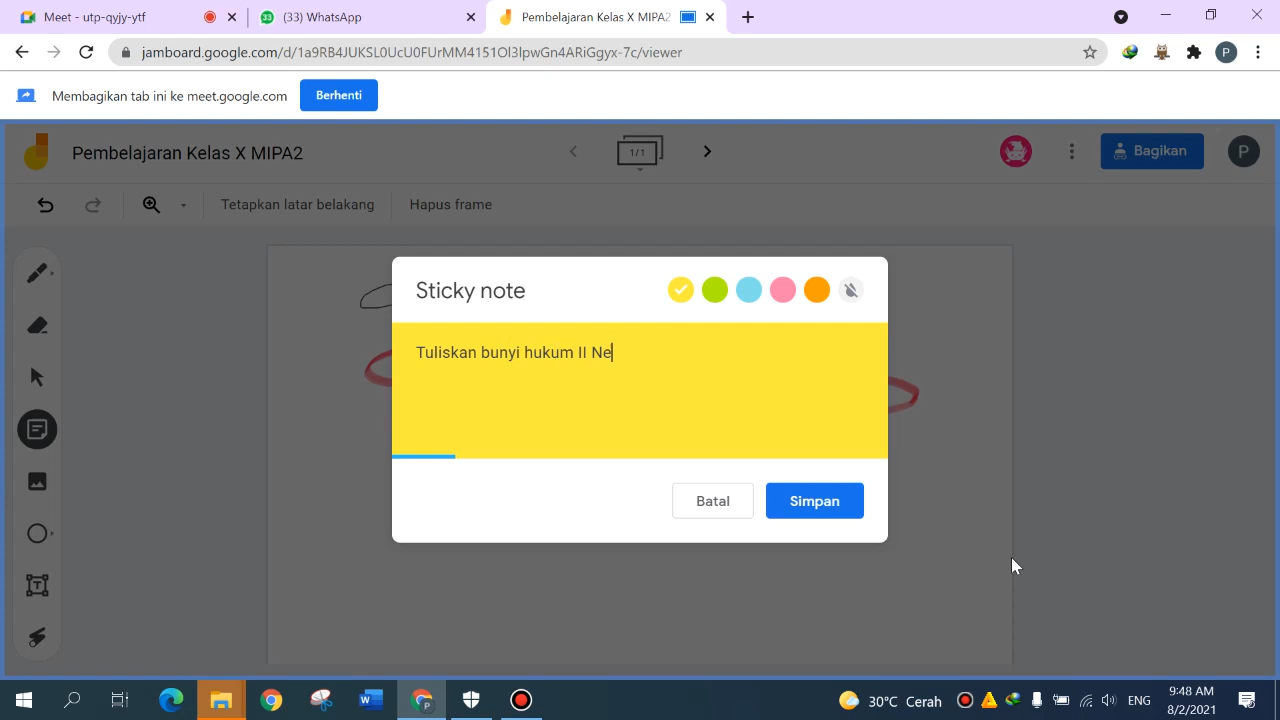 Meet - utp-qyjy-ytf
33
(33) WhatsApp
Pembelajaran Kelas X MIPA2
jamboard.google.com/d/1a9RB4JUKSL0UcU0FUrMM4151Ol3lpwGn4ARiGgyx-7c/viewer
P
Membagikan tab ini ke meet.google.com
Berhenti
Pembelajaran Kelas X MIPA2
1/1
Bagikan
P
Tetapkan latar belakang
Hapus frame
Sticky note
Tuliskan bunyi hukum II Ne
Batal
Simpan
T
W
P
30°C Cerah
ENG
9:48 AM
8/2/2021